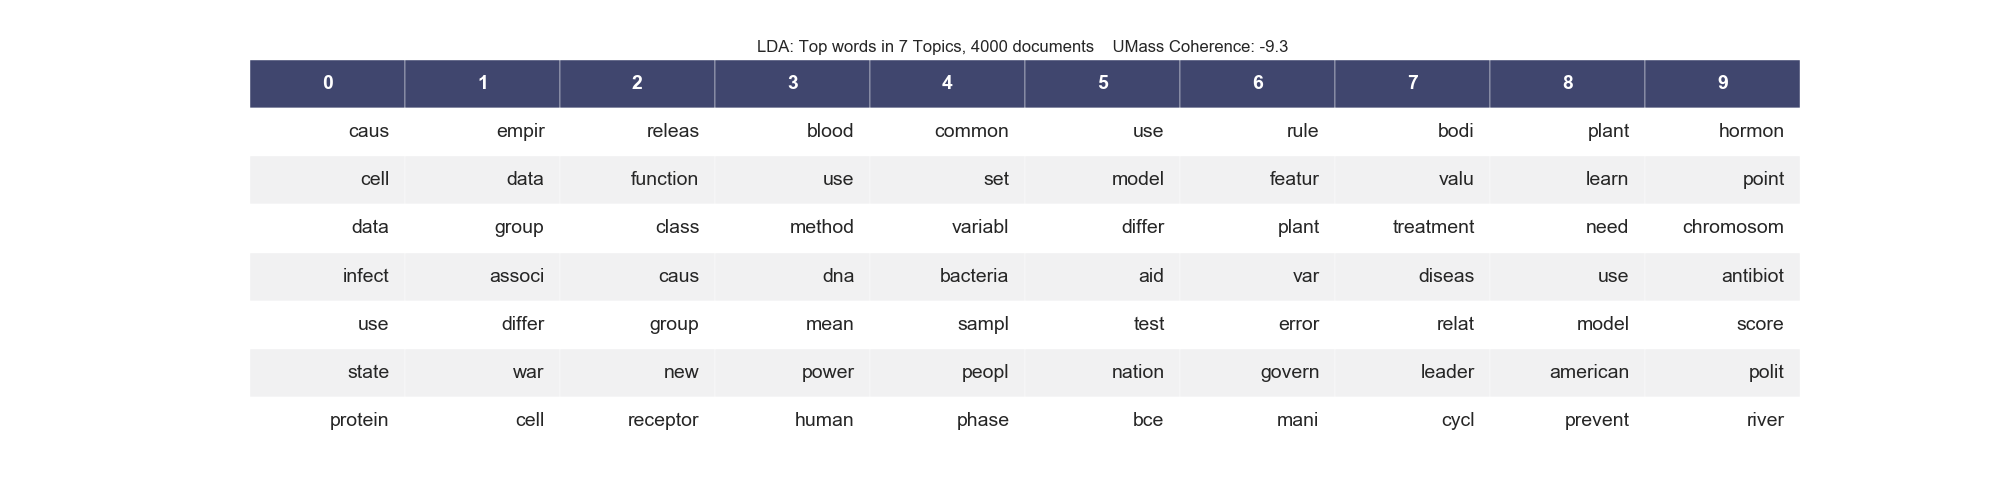 LDA: Top words in 7 Topics, 4000 documents    UMass Coherence: -9.3
0 1 2 3 4 5 6 7 8 9
caus empir releas blood common use rule bodi plant hormon
cell data function use set model featur valu learn point
data group class method variabl differ plant treatment need chromosom
infect associ caus dna bacteria aid var diseas use antibiot
use differ group mean sampl test error relat model score
state war new power peopl nation govern leader american polit
protein cell receptor human phase bce mani cycl prevent river